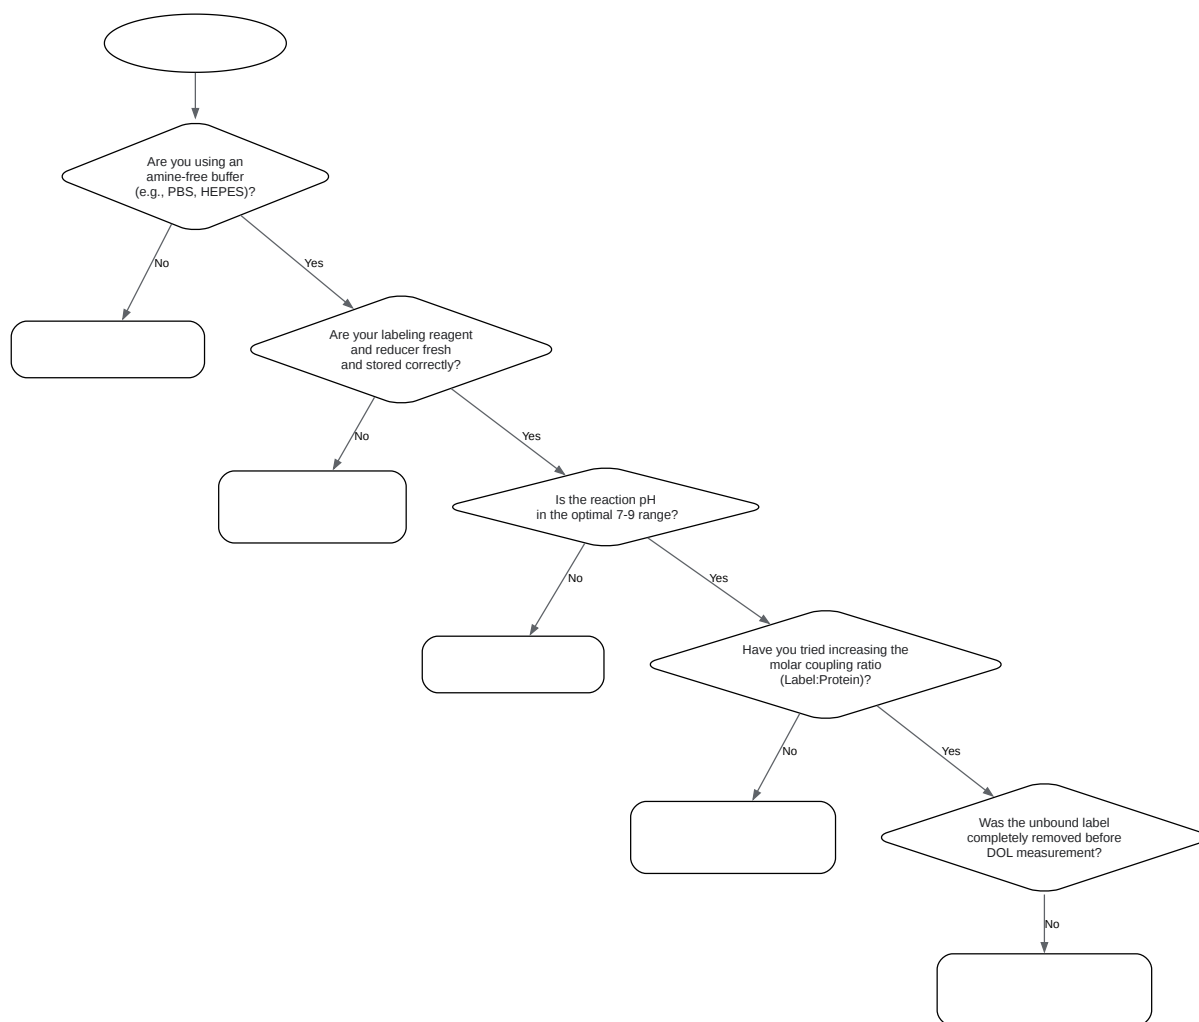 Are you using an
amine-free buffer
(e.g., PBS, HEPES)?
No
Yes
Are your labeling reagent
and reducer fresh
and stored correctly?
No
Yes
Is the reaction pH
in the optimal 7-9 range?
No
Yes
Have you tried increasing the
molar coupling ratio
(Label:Protein)?
No
Yes
Was the unbound label
completely removed before
DOL measurement?
No